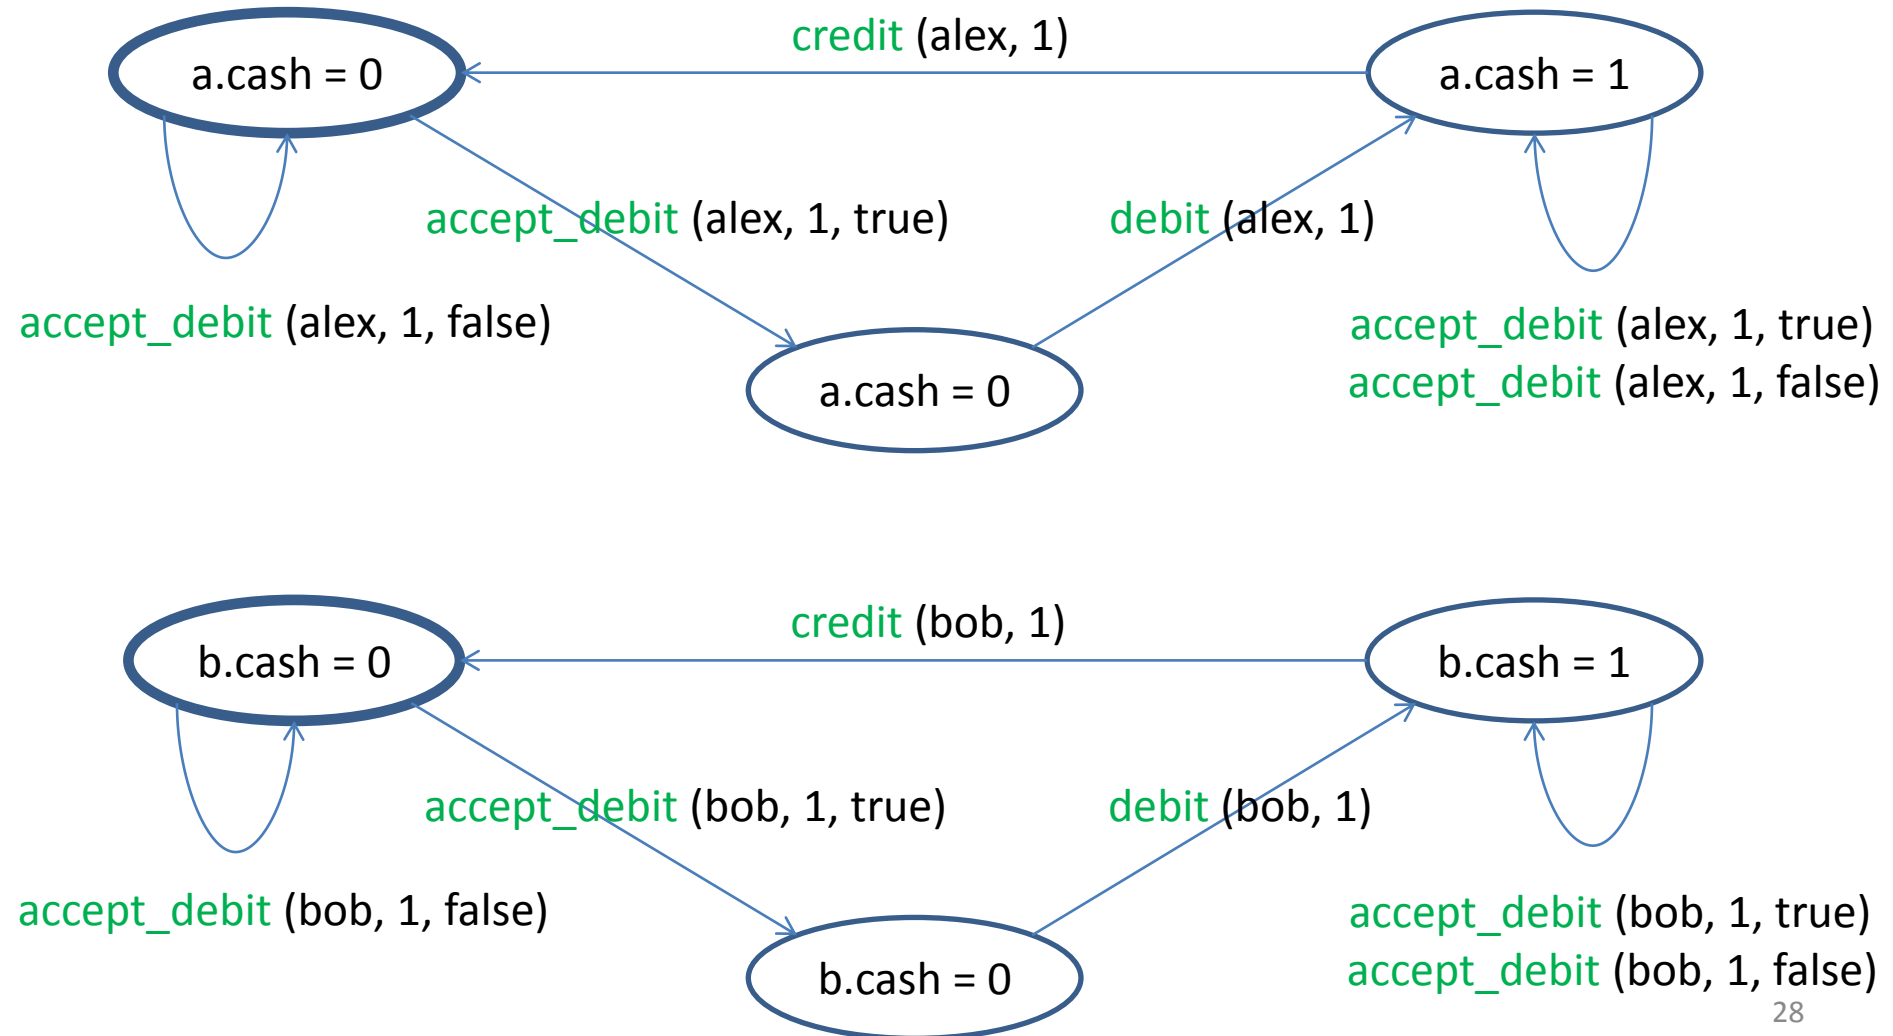 credit (alex, 1)
a.cash = 0
a.cash = 1
accept_debit (alex, 1, true)
debit (alex, 1)
accept_debit (alex, 1, false)
accept_debit (alex, 1, true)
accept_debit (alex, 1, false)
a.cash = 0
credit (bob, 1)
b.cash = 0
b.cash = 1
accept_debit (bob, 1, true)
debit (bob, 1)
accept_debit (bob, 1, false)
accept_debit (bob, 1, true)
accept_debit (bob, 1, false)
b.cash = 0
28